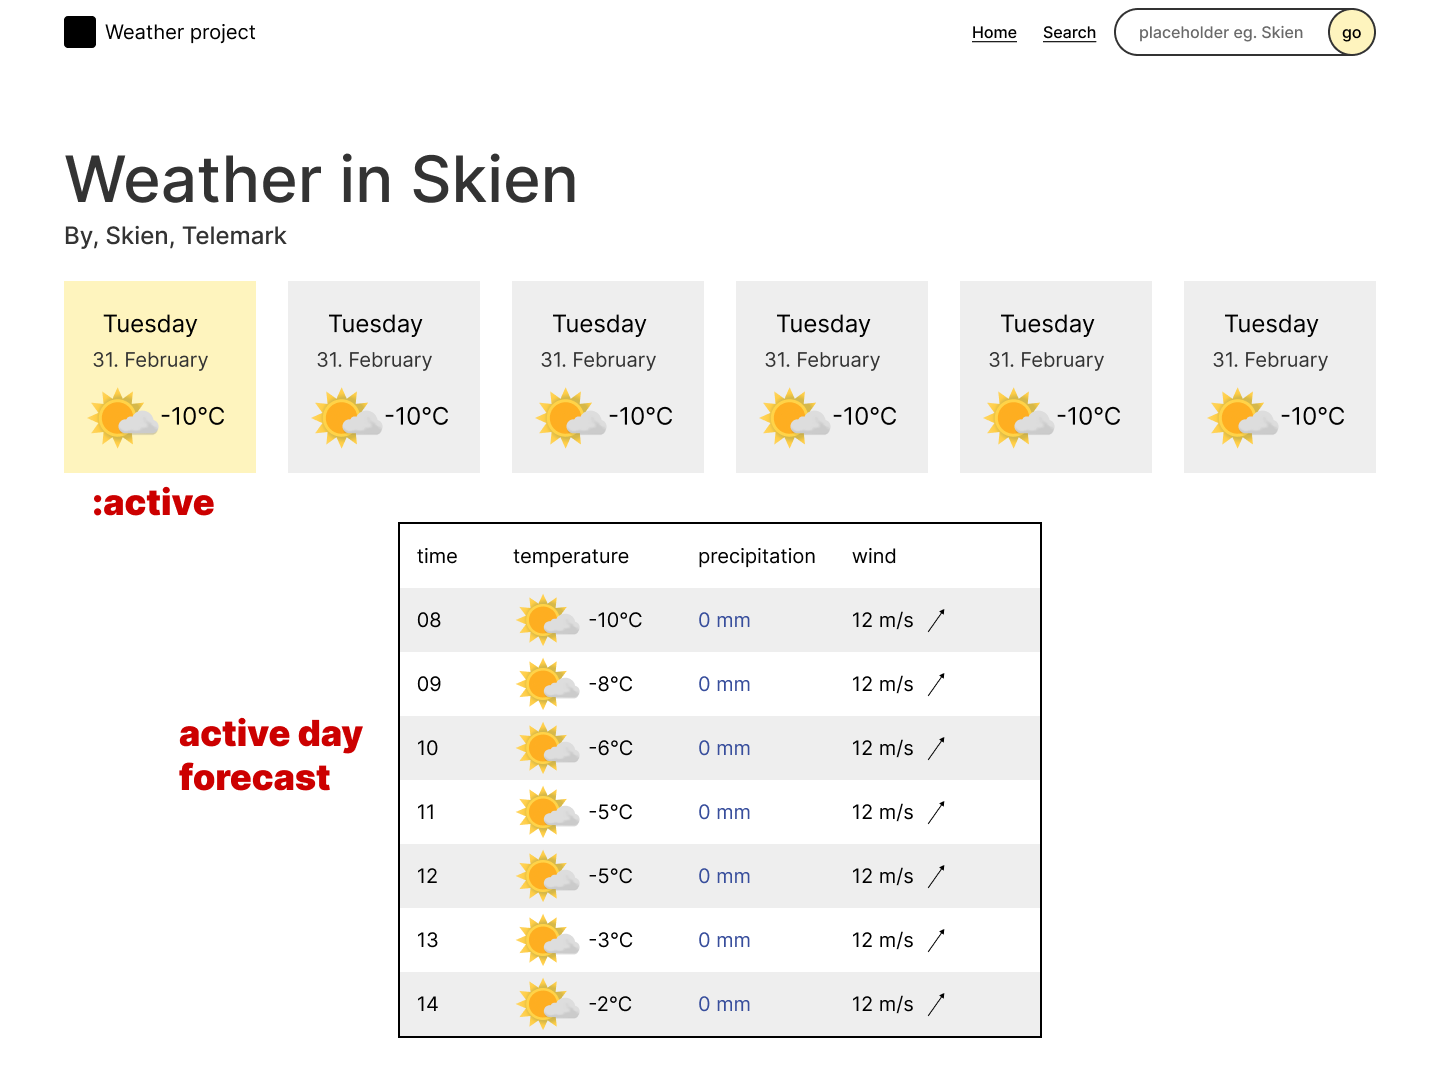 Weather project
Home Search placeholder eg. Skien go
Weather in Skien
By, Skien, Telemark
Tuesday Tuesday Tuesday Tuesday Tuesday Tuesday
31. February 31. February 31. February 31. February 31. February 31. February
-10°C -10°C -10°C -10°C -10°C -10°C
:active
time temperature precipitation wind
08 -10°C 0 mm 12 m/s
09 -8°C 0 mm 12 m/s
active day
forecast
10 -6°C 0 mm 12 m/s
11 -5°C 0 mm 12 m/s
12 -5°C 0 mm 12 m/s
13 -3°C 0 mm 12 m/s
14 -2°C 0 mm 12 m/s